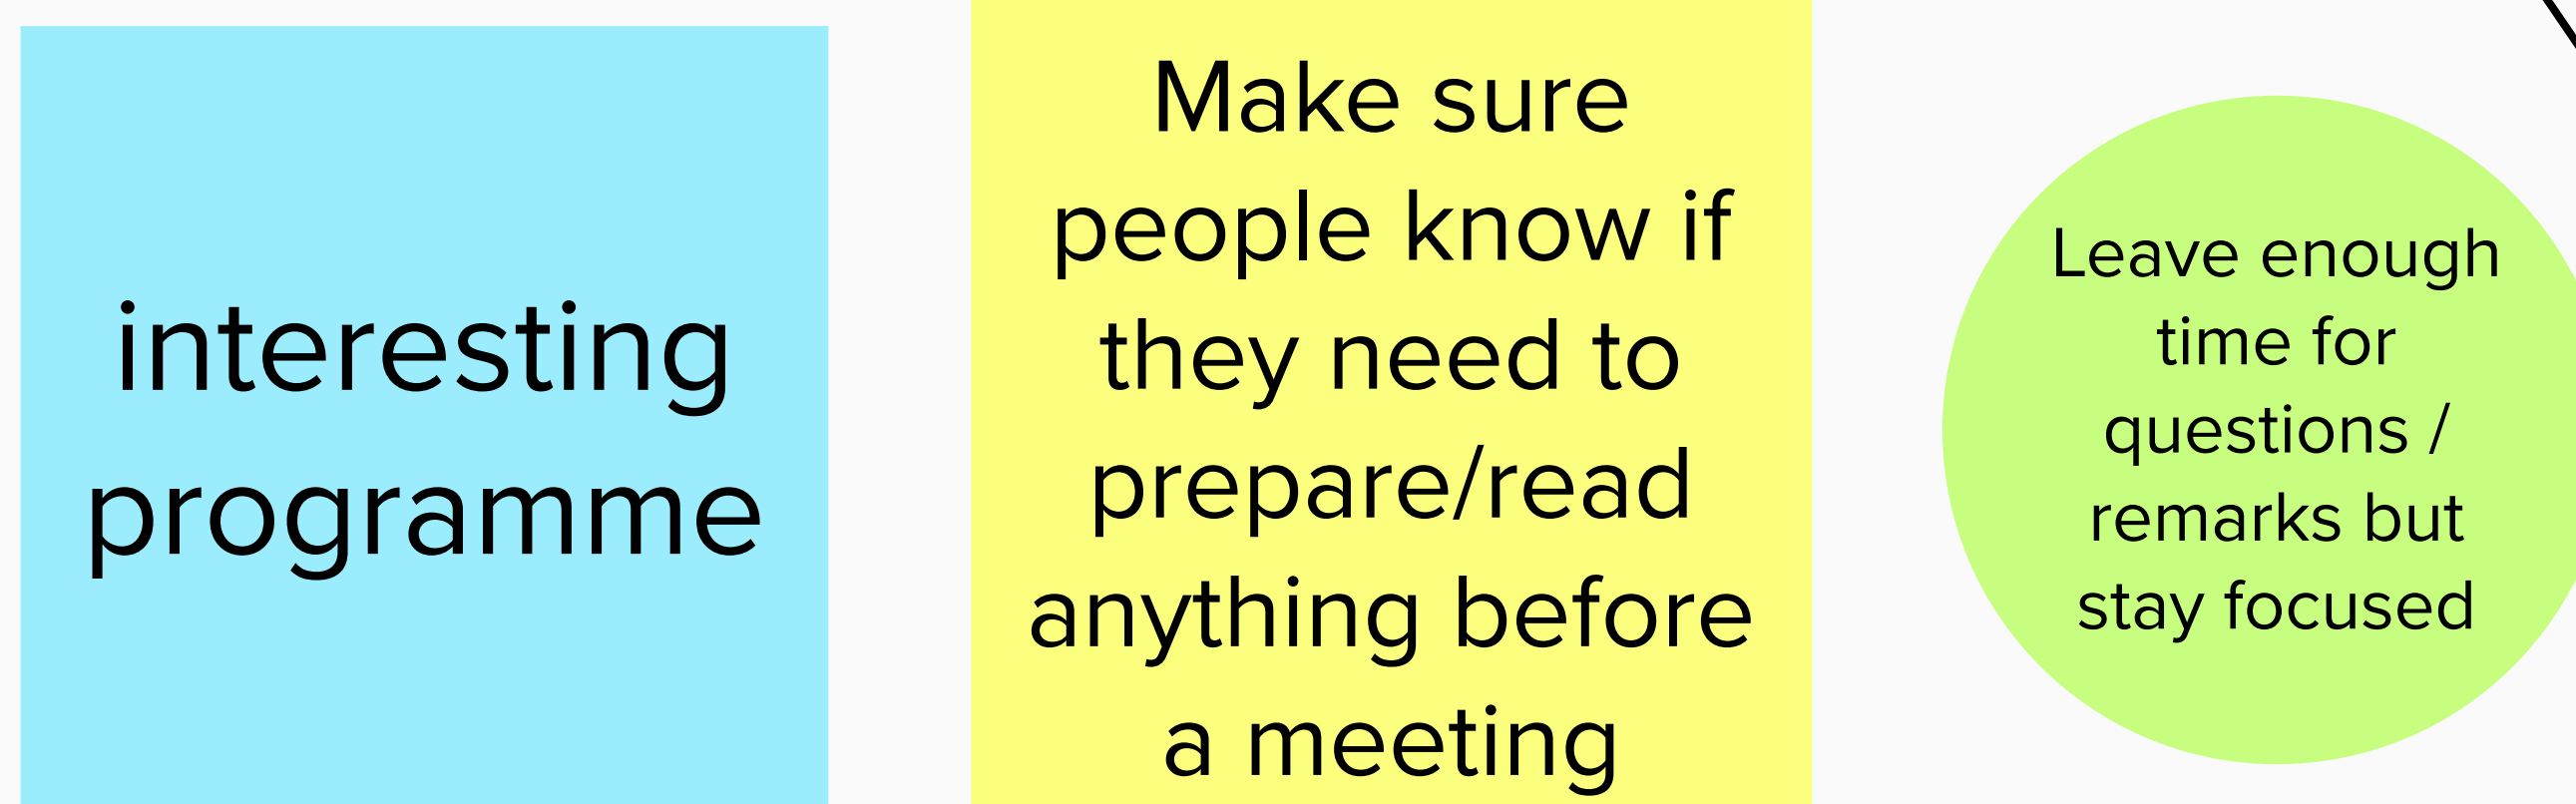 interesting
programme
Make sure
people know if
they need to
prepare/read
anything before
a meeting
Leave enough
time for
questions /
remarks but
stay focused